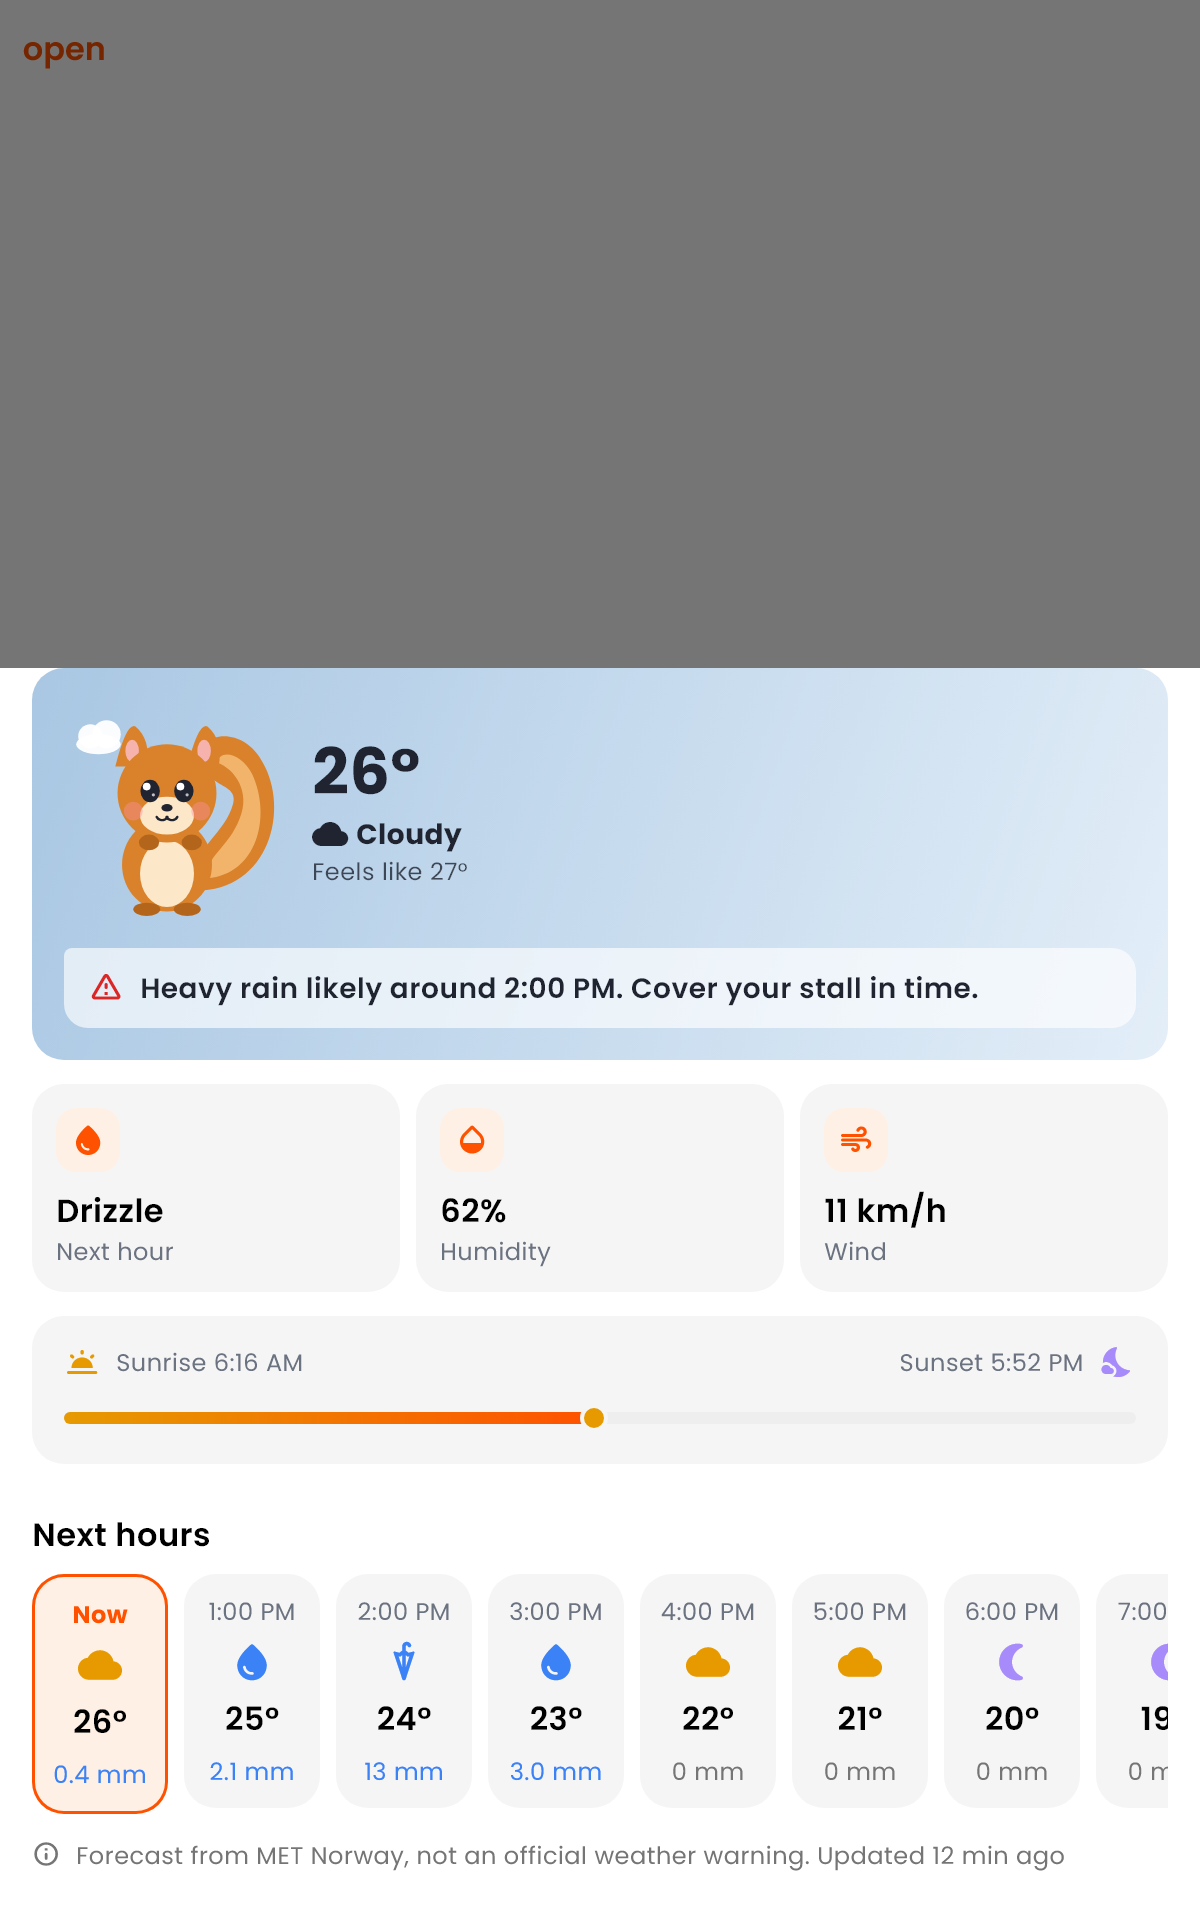 open
26°
Cloudy
Feels like 27°
Heavy rain likely around 2:00 PM. Cover your stall in time.
Drizzle
Next hour
62%
Humidity
11 km/h
Wind
Sunrise 6:16 AM
Sunset 5:52 PM
Next hours
Now
26°
0.4 mm
1:00 PM
25°
2.1 mm
2:00 PM
24°
13 mm
3:00 PM
23°
3.0 mm
4:00 PM
22°
0 mm
5:00 PM
21°
0 mm
6:00 PM
20°
0 mm
7:00
19
0 m
Forecast from MET Norway, not an official weather warning. Updated 12 min ago